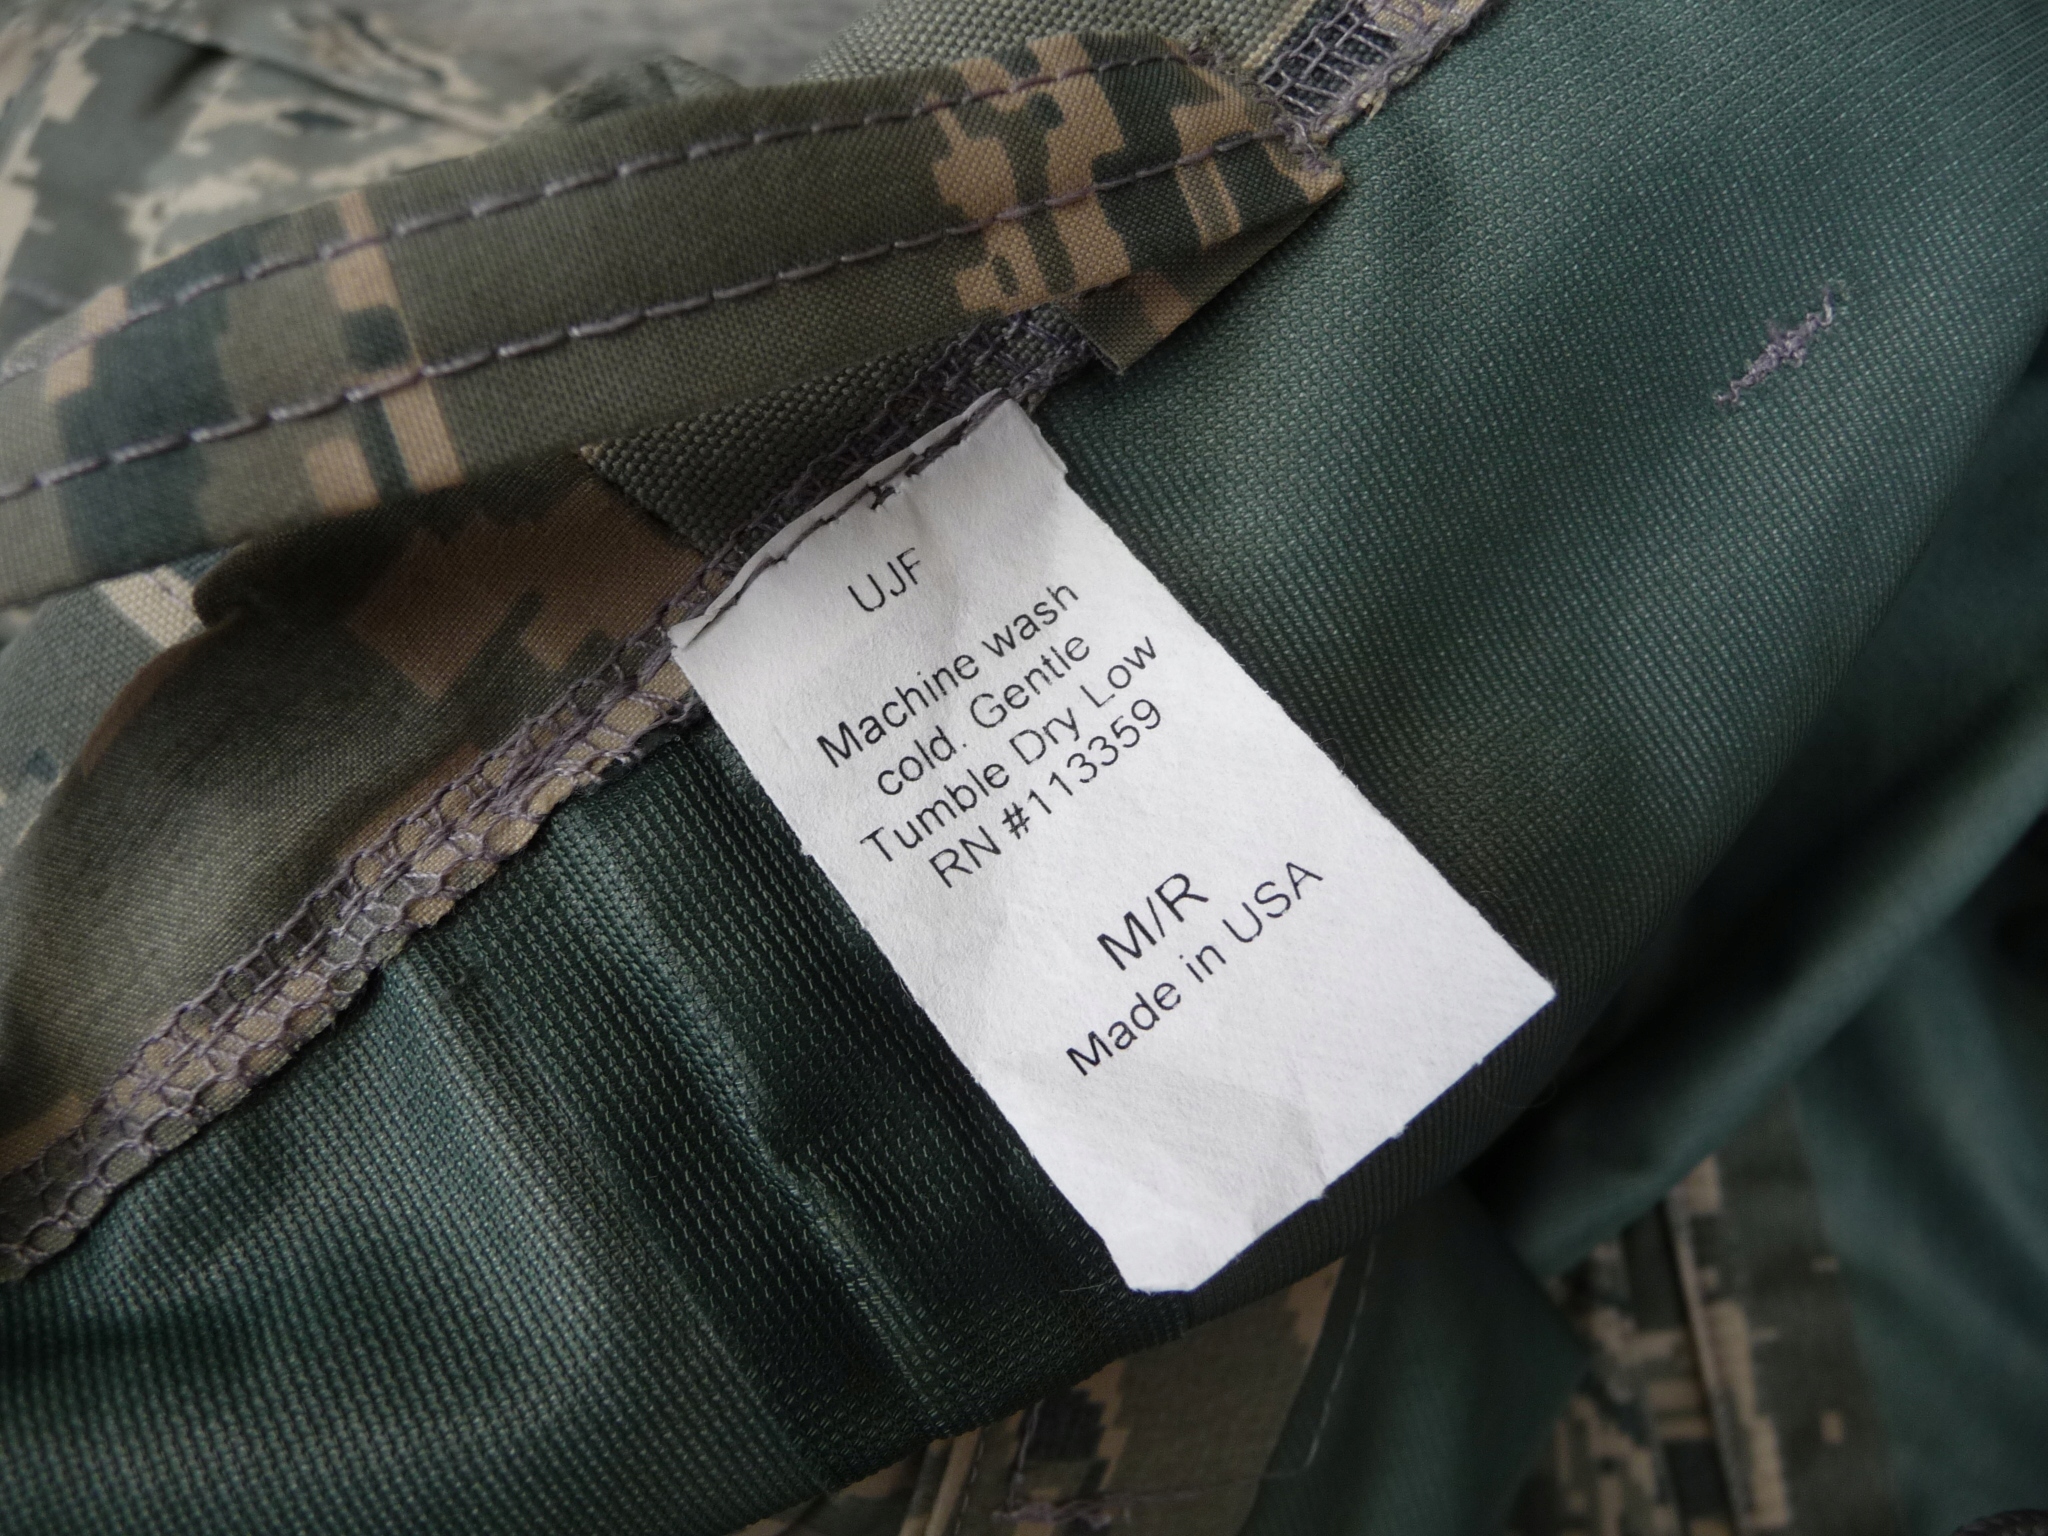 UJF
Machine wash
cold. Gentle
Tumble Dry Low
RN #113359
M/R
Made in USA